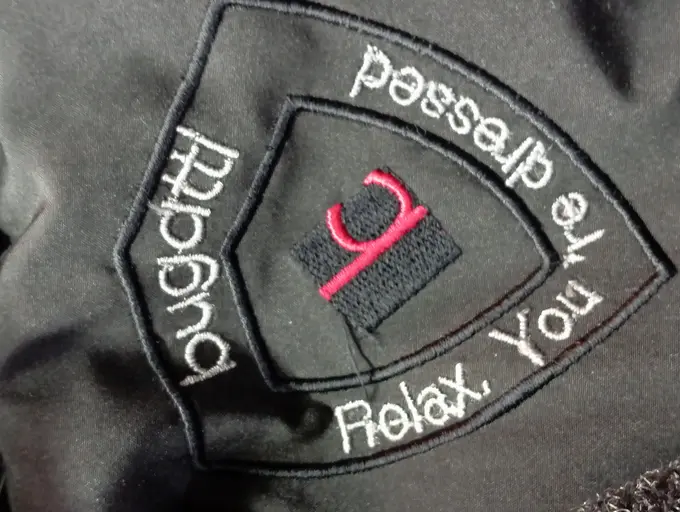 bugatti
Relax, You
're dressed